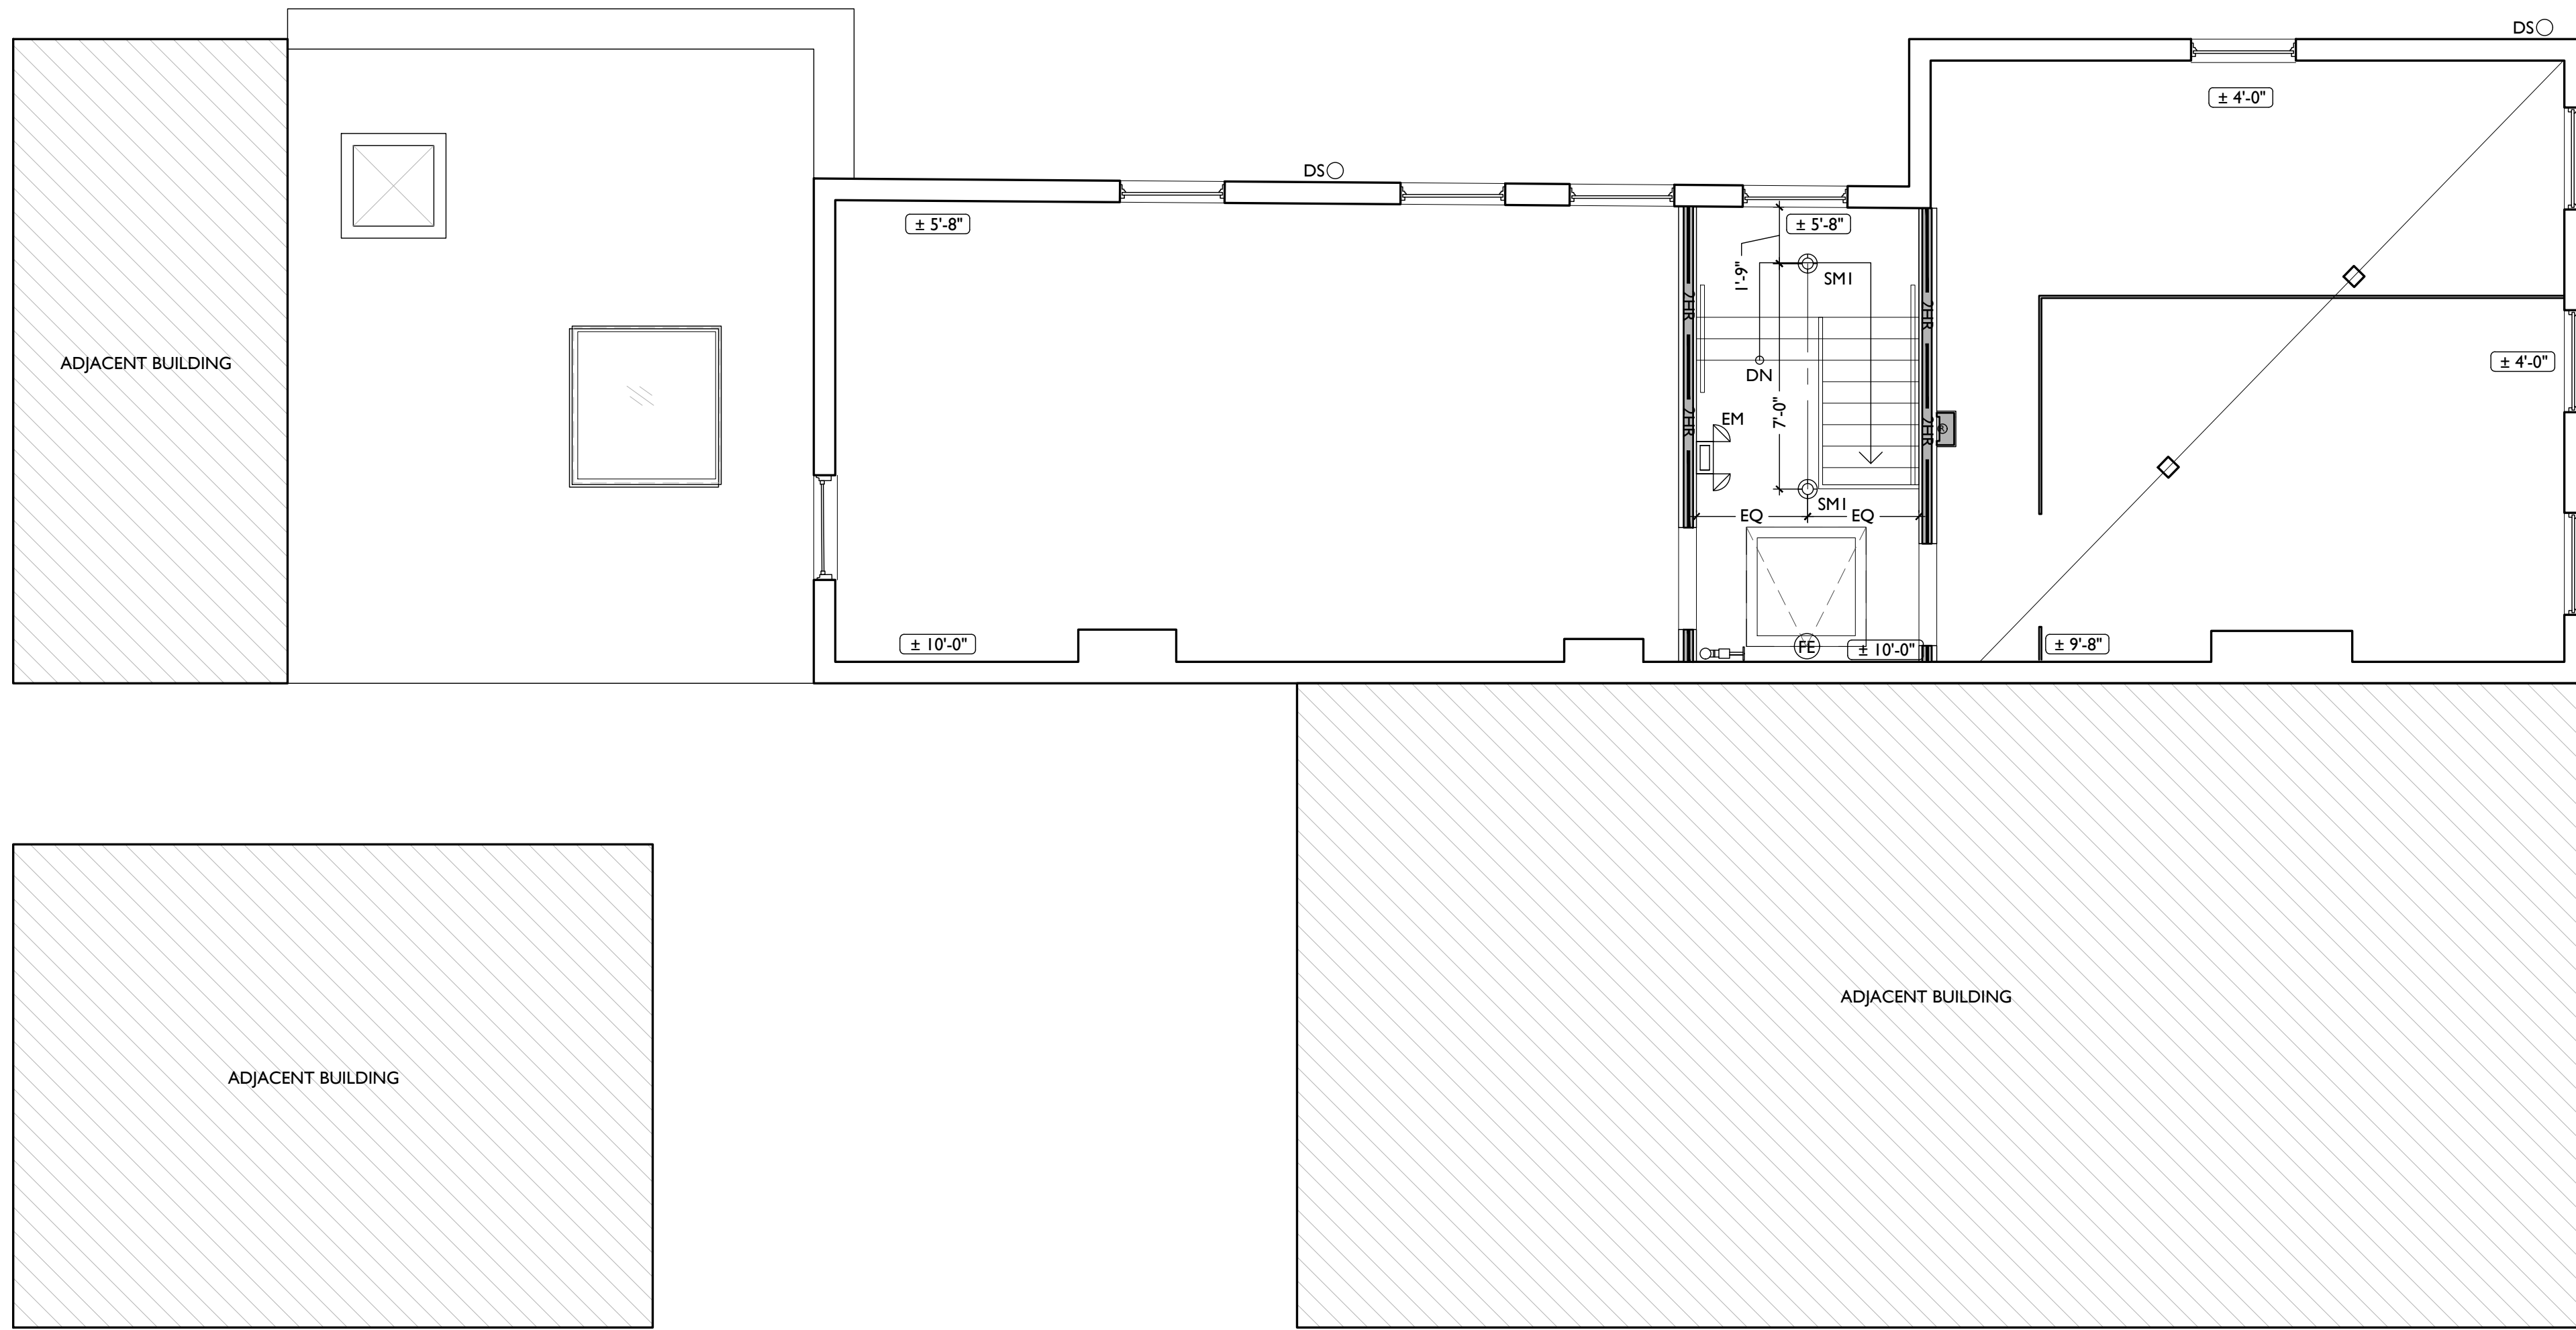 DS
± 4'-0"
DS
± 5'-8"
± 5'-8"
1'-9"
SM1
2HR
2HR
ADJACENT BUILDING
± 4'-0"
DN
7'-0"
EM
2HR
2HR
SM1
EQ
EQ
± 10'-0"
FE
± 10'-0"
± 9'-8"
ADJACENT BUILDING
ADJACENT BUILDING